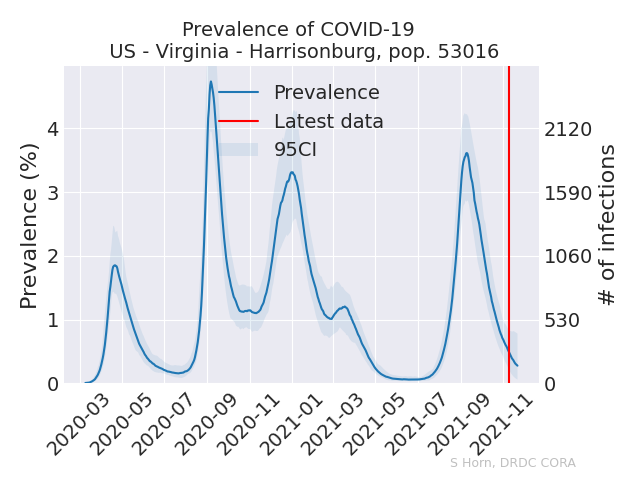 Prevalence of COVID-19
US - Virginia - Harrisonburg, pop. 53016
Prevalence
Latest data
95CI
Prevalence (%)
4
3
2
1
0
# of infections
2120
1590
1060
530
0
2020-03
2020-05
2020-07
2020-09
2020-11
2021-01
2021-03
2021-05
2021-07
2021-09
2021-11
S Horn, DRDC CORA